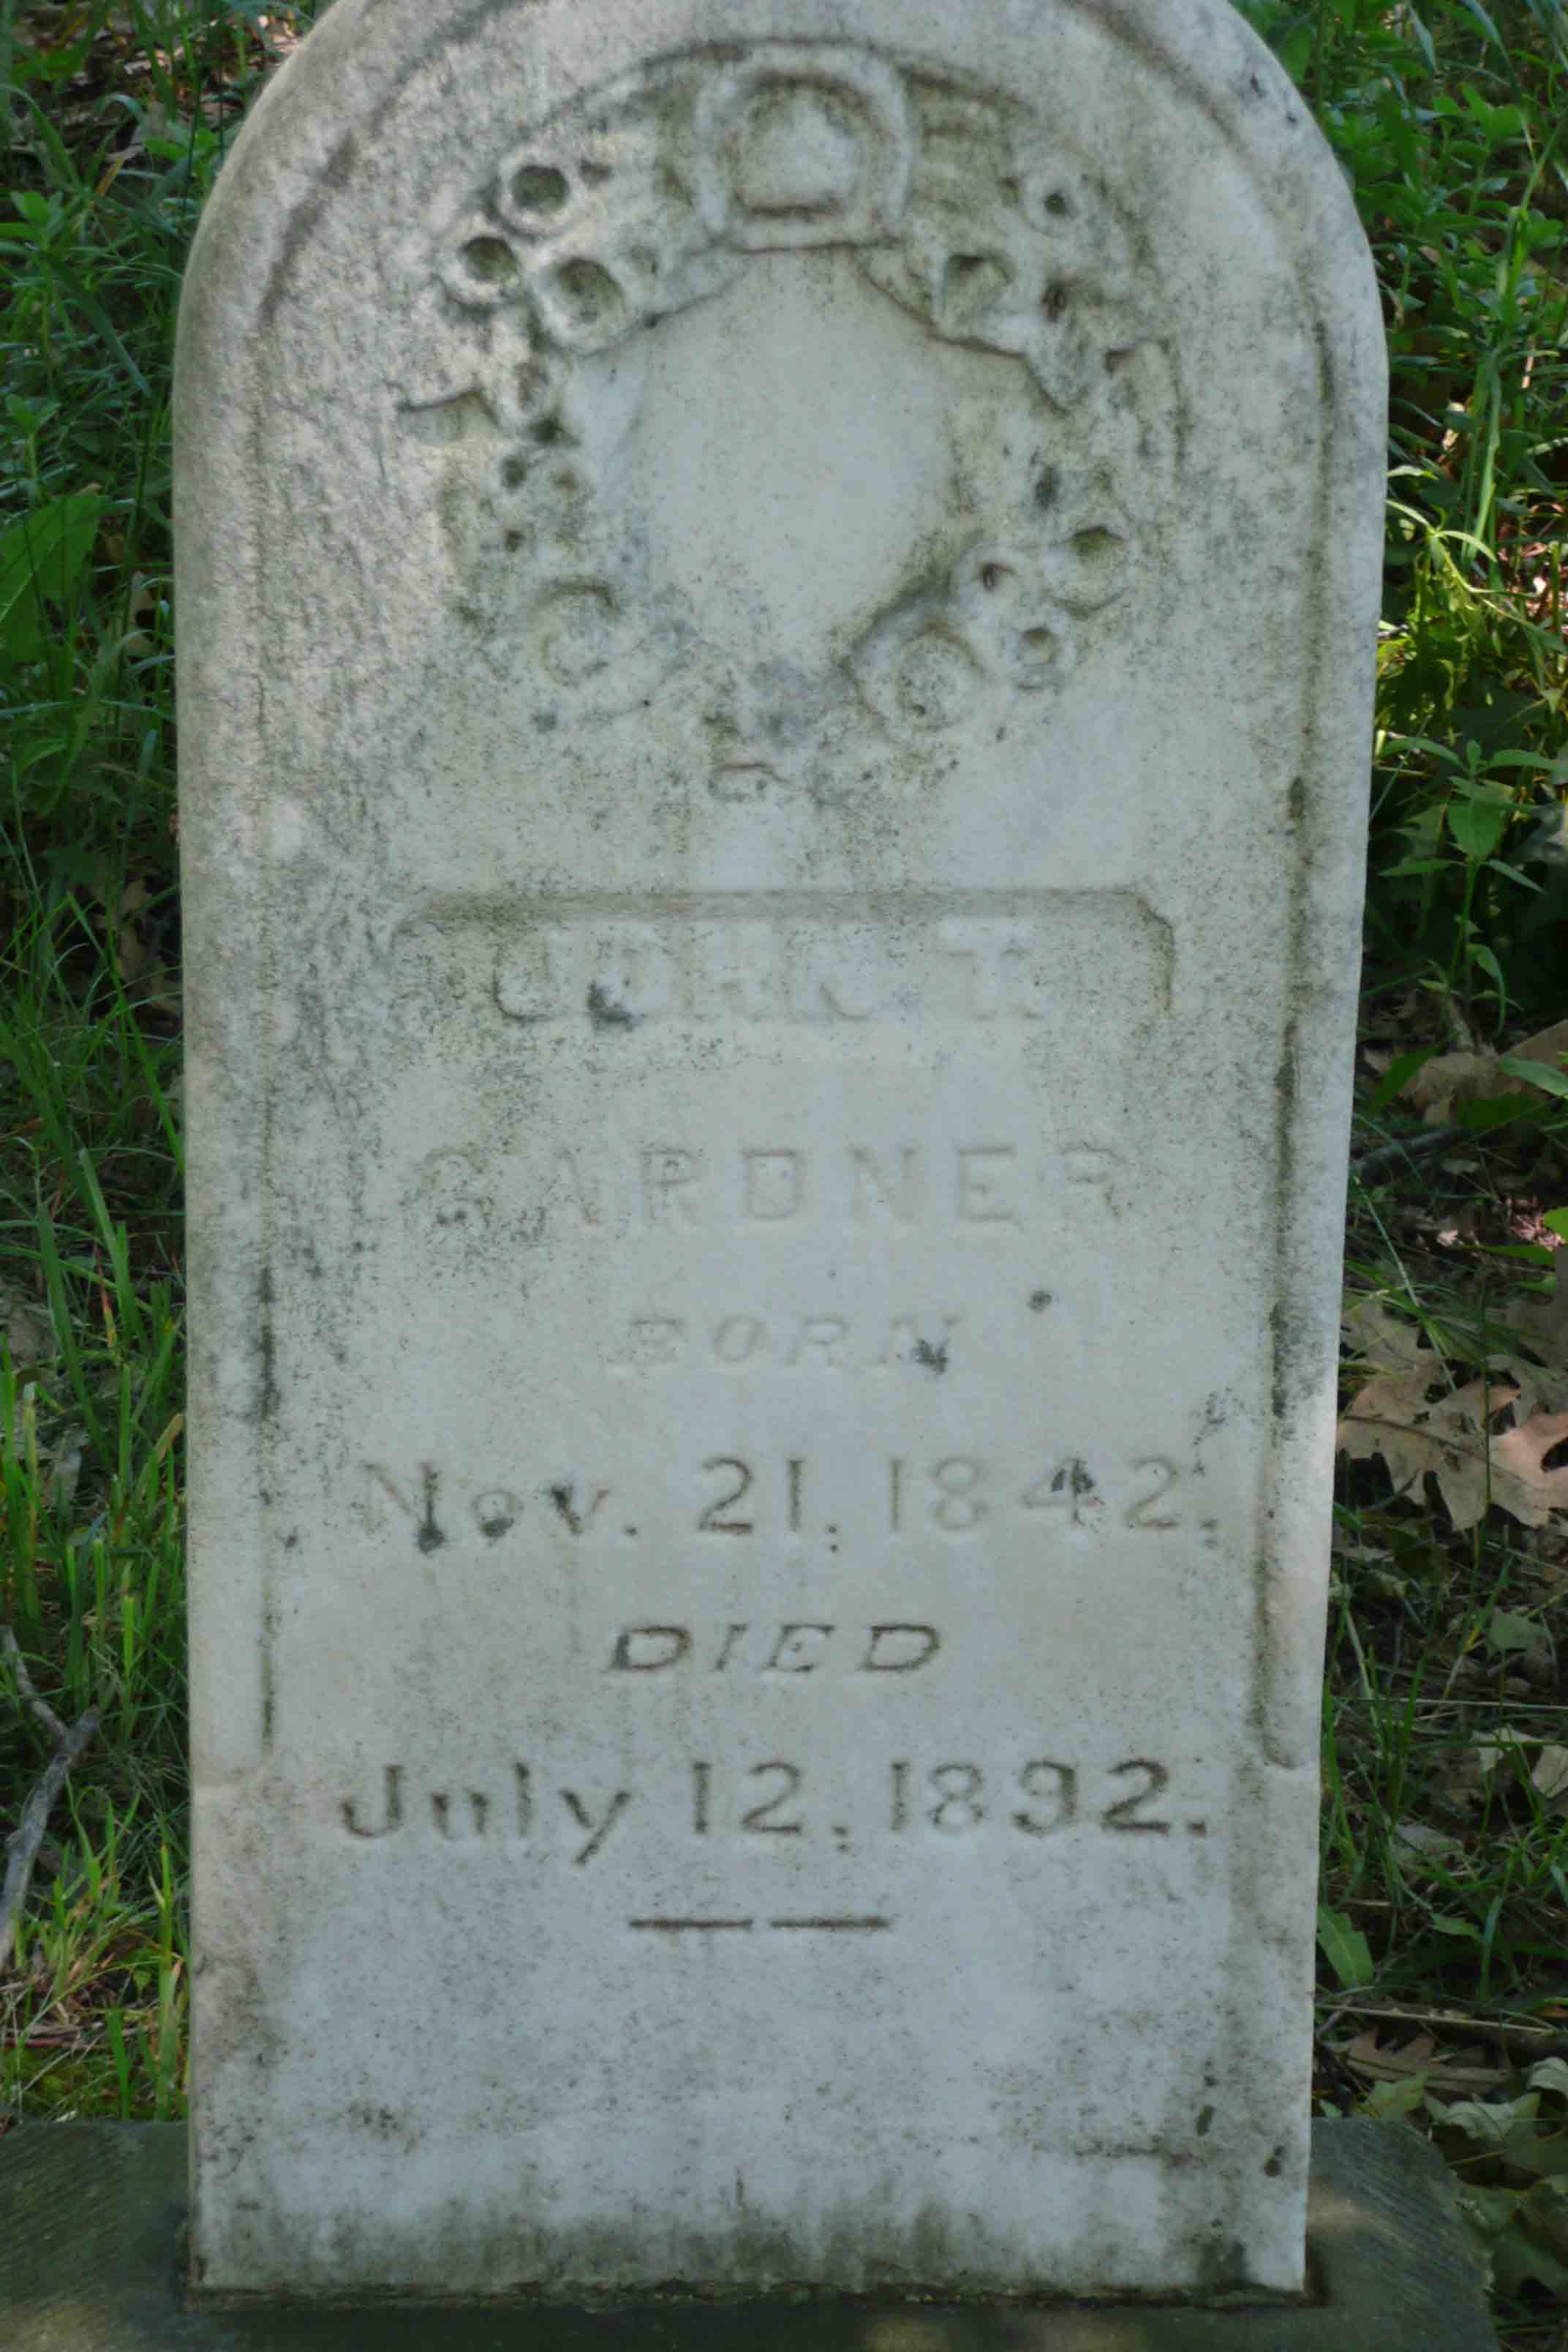 JOHN T.
GARDNER
BORN
Nov. 21, 1842.
DIED
July 12, 1892.